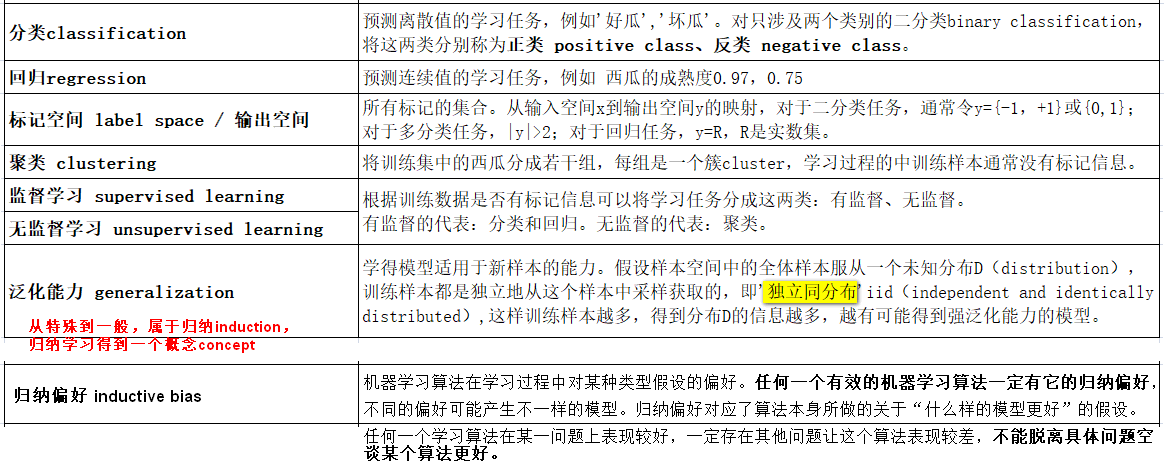 分类classification
预测离散值的学习任务，例如'好瓜','坏瓜'。对只涉及两个类别的二分类binary classification，
将这两类分别称为正类 positive class、反类 negative class。
回归regression
预测连续值的学习任务，例如 西瓜的成熟度0.97，0.75
标记空间 label space / 输出空间
所有标记的集合。从输入空间x到输出空间y的映射，对于二分类任务，通常令y={-1，+1}或{0,1}；
对于多分类任务，|y|>2；对于回归任务，y=R，R是实数集。
聚类 clustering
将训练集中的西瓜分成若干组，每组是一个簇cluster，学习过程的中训练样本通常没有标记信息。
监督学习 supervised learning
无监督学习 unsupervised learning
根据训练数据是否有标记信息可以将学习任务分成这两类：有监督、无监督。
有监督的代表：分类和回归。无监督的代表：聚类。
泛化能力 generalization
学得模型适用于新样本的能力。假设样本空间中的全体样本服从一个未知分布D（distribution），
训练样本都是独立地从这个样本中采样获取的，即'独立同分布'iid（independent and identically
distributed）,这样训练样本越多，得到分布D的信息越多，越有可能得到强泛化能力的模型。
从特殊到一般，属于归纳induction，
归纳学习得到一个概念concept
归纳偏好 inductive bias
机器学习算法在学习过程中对某种类型假设的偏好。任何一个有效的机器学习算法一定有它的归纳偏好，
不同的偏好可能产生不一样的模型。归纳偏好对应了算法本身所做的关于“什么样的模型更好”的假设。
任何一个学习算法在某一问题上表现较好，一定存在其他问题让这个算法表现较差，不能脱离具体问题空
谈某个算法更好。